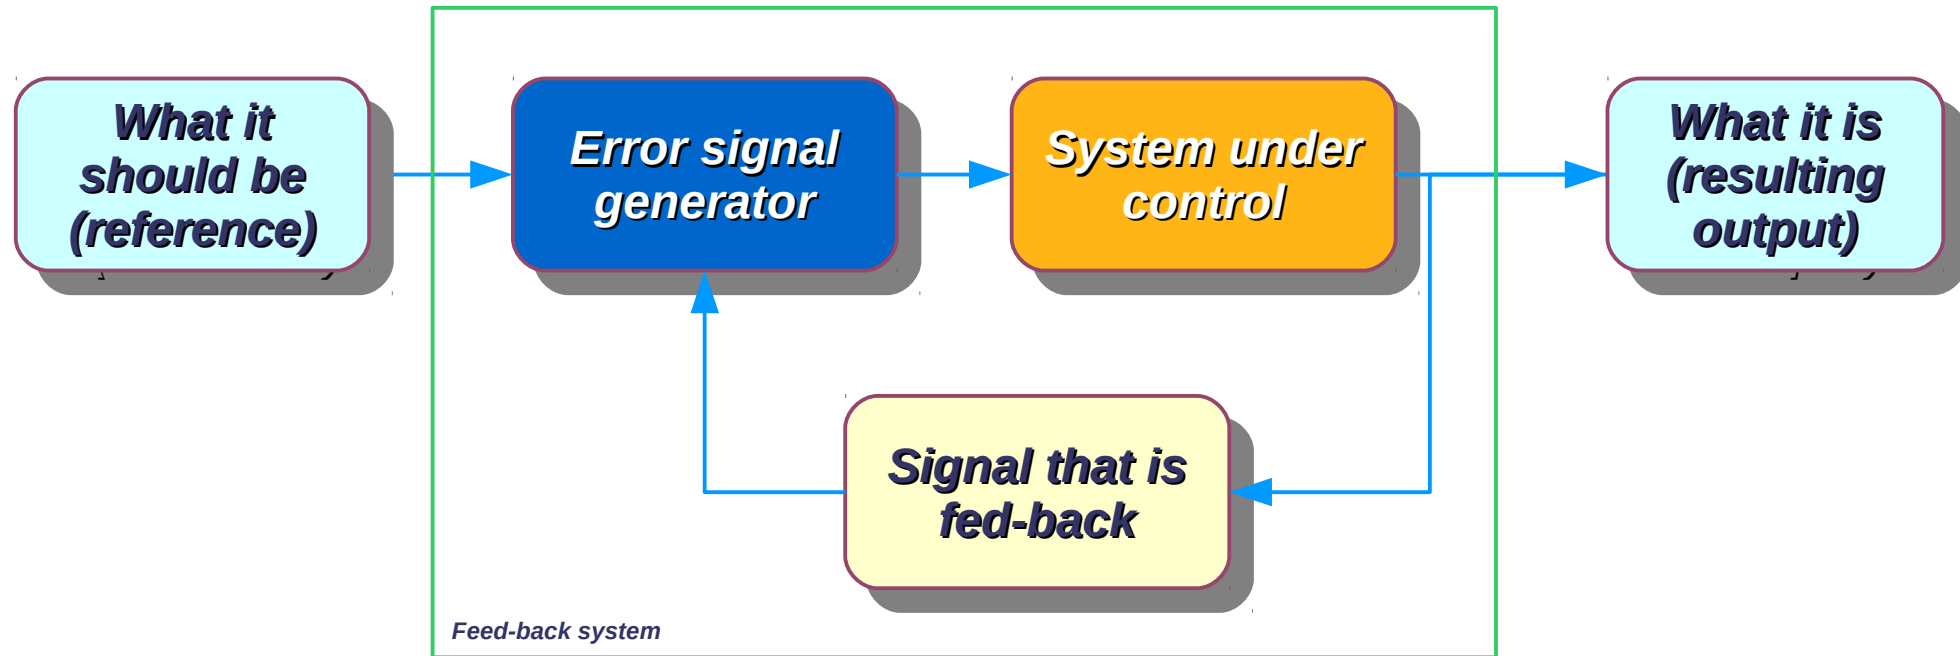 What it
should be
(reference)
Error signal
generator
System under
control
What it is
(resulting
output)
Signal that is
fed-back
Feed-back system